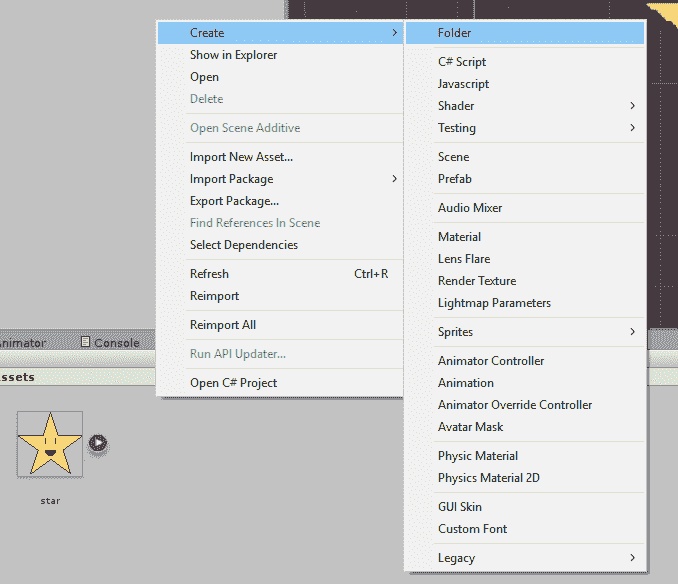 Create
Show in Explorer
Open
Delete
Open Scene Additive
Import New Asset...
Import Package
Export Package...
Find References In Scene
Select Dependencies
Refresh Ctrl+R
Reimport
Reimport All
Run API Updater...
Open C# Project
Folder
C# Script
Javascript
Shader
Testing
Scene
Prefab
Audio Mixer
Material
Lens Flare
Render Texture
Lightmap Parameters
Sprites
Animator Controller
Animation
Animator Override Controller
Avatar Mask
Physic Material
Physics Material 2D
GUI Skin
Custom Font
Legacy
nimator Console
ssets
star